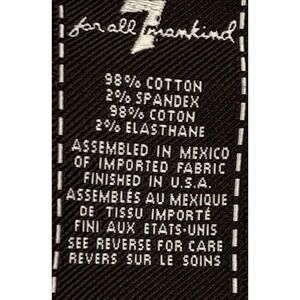 7
for all mankind
98% COTTON
2% SPANDEX
98% COTON
2% ELASTHANE
ASSEMBLED IN MEXICO
OF IMPORTED FABRIC
FINISHED IN U.S.A.
ASSEMBLÉS AU MEXIQUE
DE TISSU IMPORTÉ
FINI AUX ETATS-UNIS
SEE REVERSE FOR CARE
REVERS SUR LE SOINS